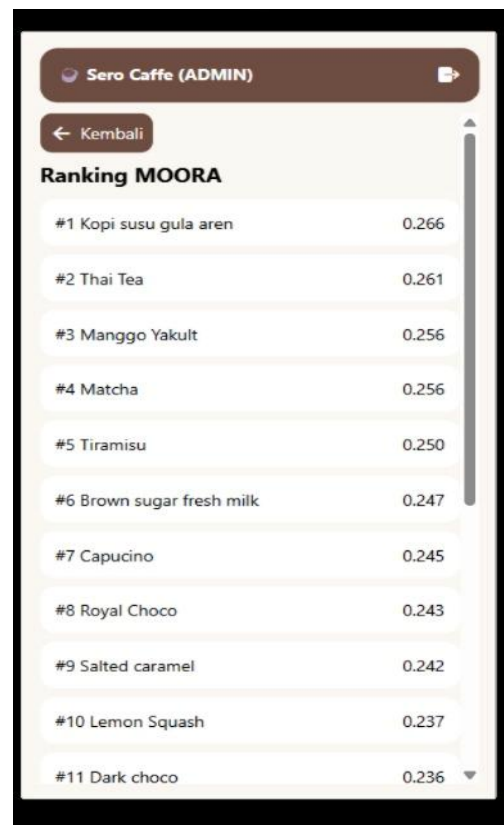 Sero Caffe (ADMIN)
← Kembali
Ranking MOORA
#1 Kopi susu gula aren 0.266
#2 Thai Tea 0.261
#3 Manggo Yakult 0.256
#4 Matcha 0.256
#5 Tiramisu 0.250
#6 Brown sugar fresh milk 0.247
#7 Capucino 0.245
#8 Royal Choco 0.243
#9 Salted caramel 0.242
#10 Lemon Squash 0.237
#11 Dark choco 0.236